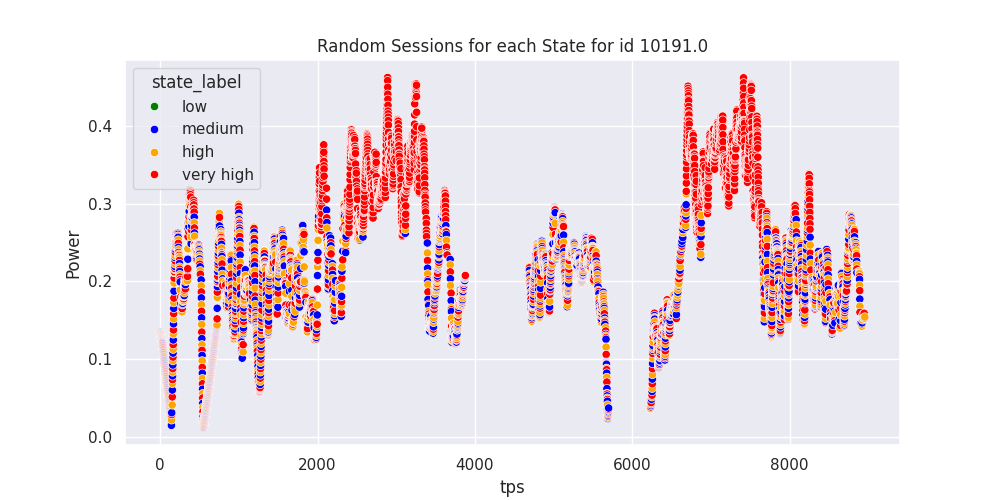 Random Sessions for each State for id 10191.0
state_label
low
medium
high
very high
Power
0.4
0.3
0.2
0.1
0.0
0
2000
4000
6000
8000
tps